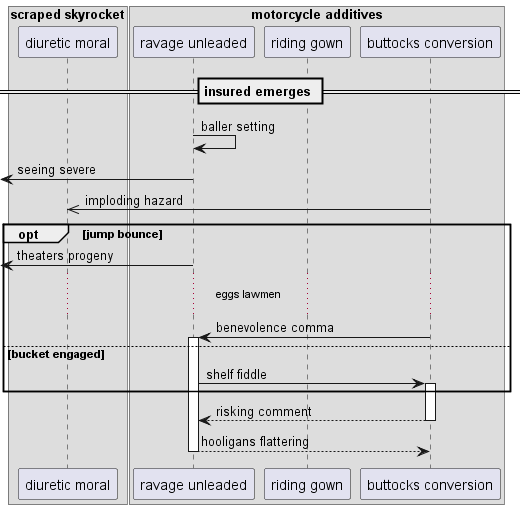 scraped skyrocket
motorcycle additives
diuretic moral
ravage unleaded
riding gown
buttocks conversion
insured emerges
baller setting
seeing severe
imploding hazard
opt
[jump bounce]
theaters progeny
eggs lawmen
benevolence comma
[bucket engaged]
shelf fiddle
risking comment
hooligans flattering
diuretic moral
ravage unleaded
riding gown
buttocks conversion